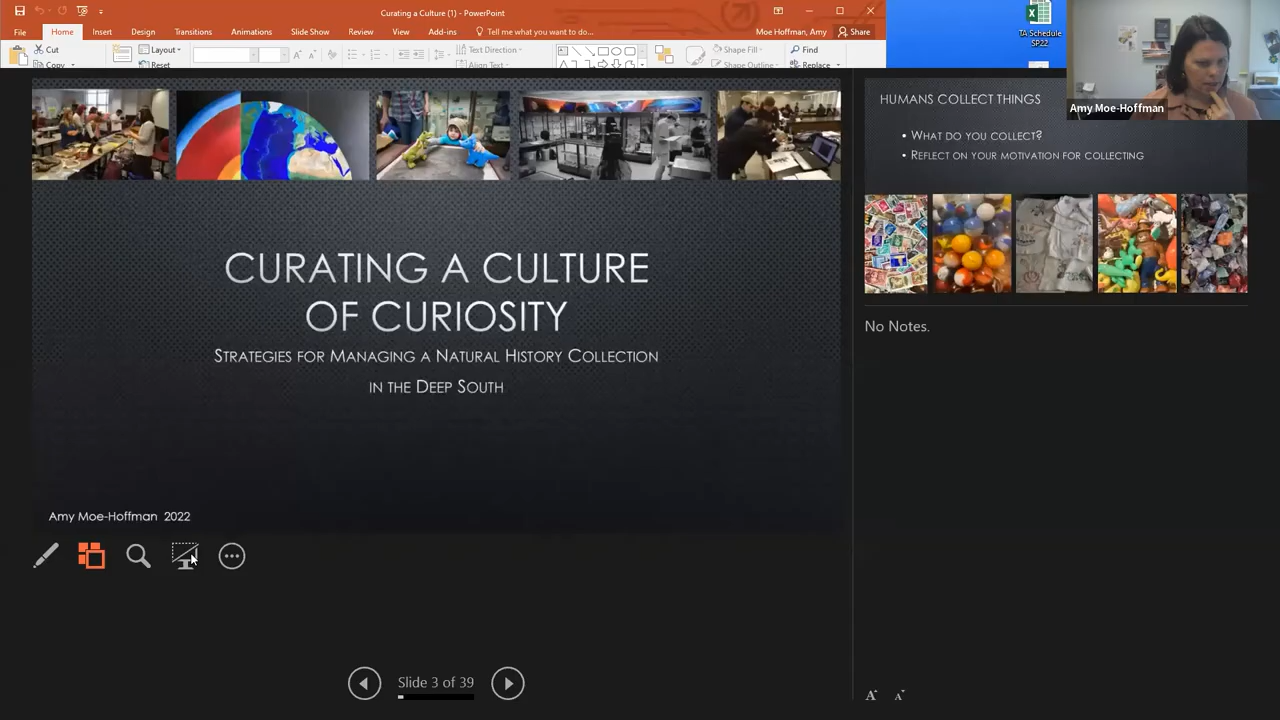 Curating a Culture (1) - PowerPoint
File
Home
Insert
Design
Transitions
Animations
Slide Show
Review
View
Add-ins
Tell me what you want to do...
Moe Hoffman, Amy
Share
Cut
Copy
Layout
Reset
Text Direction
Align Text
Shape Fill
Shape Outline
Find
Replace
TA Schedule
SP22
Amy Moe-Hoffman
CURATING A CULTURE
OF CURIOSITY
STRATEGIES FOR MANAGING A NATURAL HISTORY COLLECTION
IN THE DEEP SOUTH
Amy Moe-Hoffman 2022
Slide 3 of 39
HUMANS COLLECT THINGS
• WHAT DO YOU COLLECT?
• REFLECT ON YOUR MOTIVATION FOR COLLECTING
No Notes.
A
A